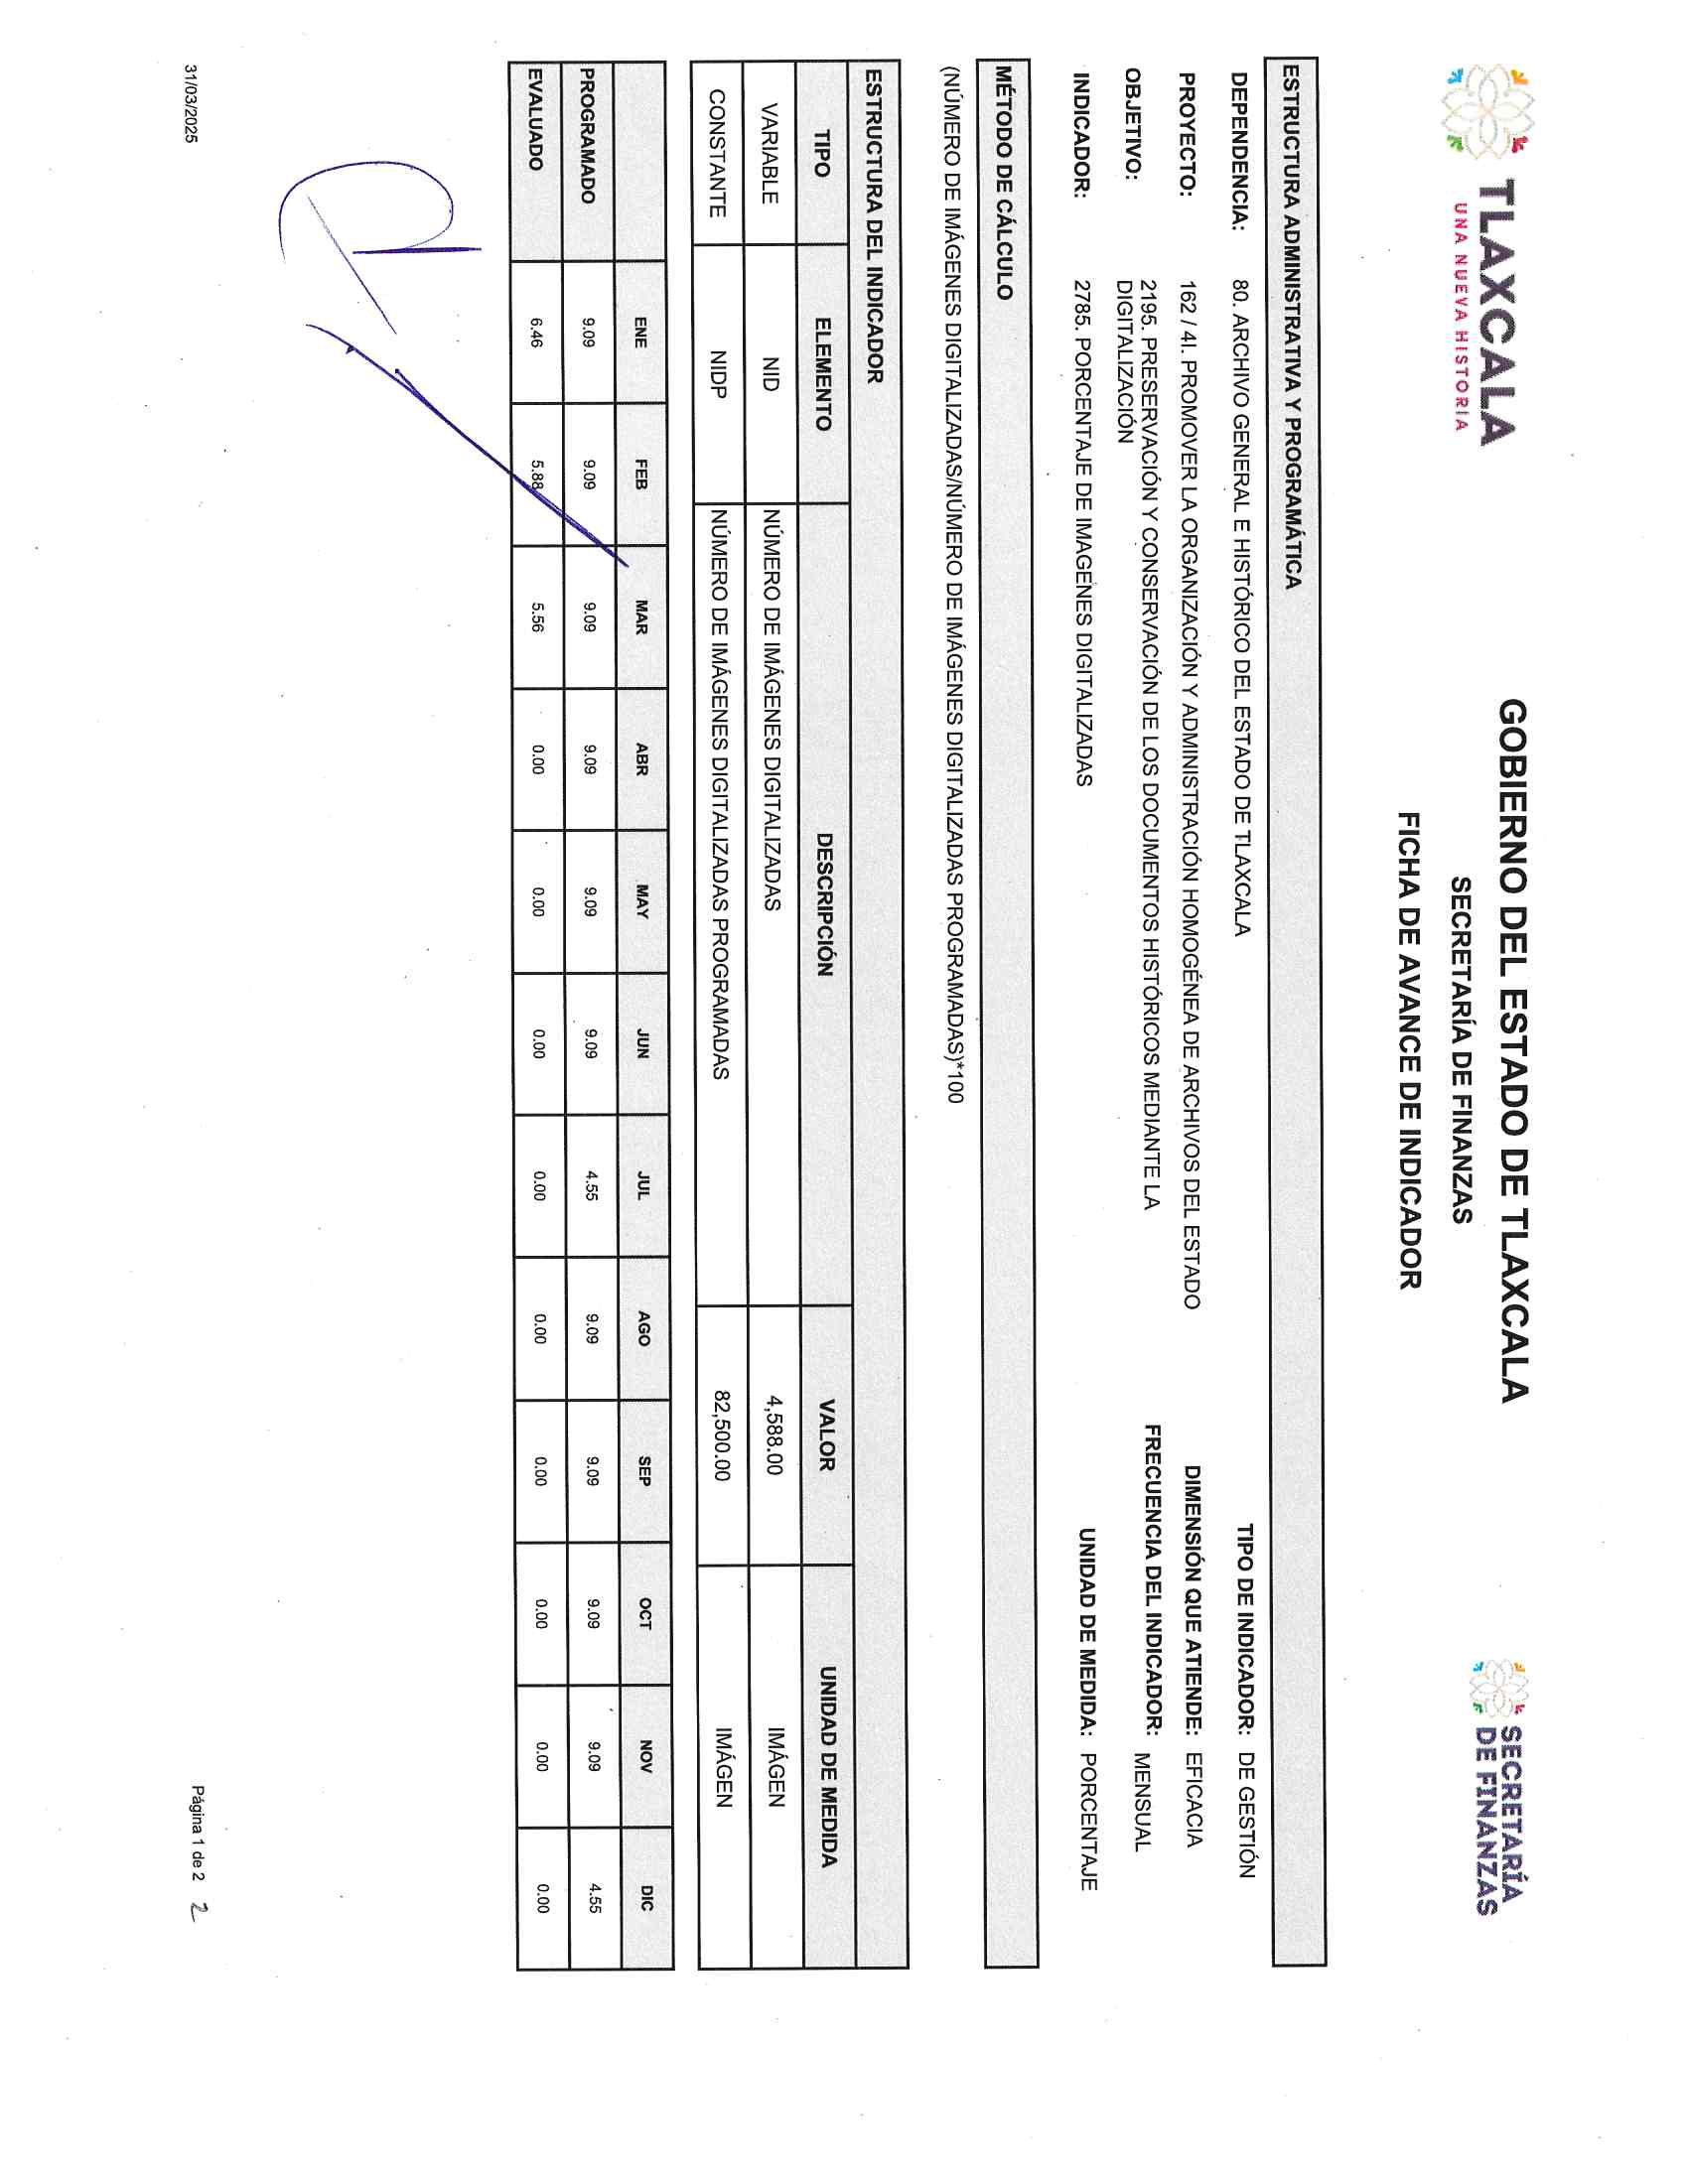 TLAXCALA
UNA NUEVA HISTORIA
GOBIERNO DEL ESTADO DE TLAXCALA
SECRETARÍA DE FINANZAS
FICHA DE AVANCE DE INDICADOR
SECRETARÍA
DE FINANZAS
ESTRUCTURA ADMINISTRATIVA Y PROGRAMÁTICA
DEPENDENCIA: 80. ARCHIVO GENERAL E HISTÓRICO DEL ESTADO DE TLAXCALA TIPO DE INDICADOR: DE GESTIÓN
PROYECTO: 162 / 4I. PROMOVER LA ORGANIZACIÓN Y ADMINISTRACIÓN HOMOGÉNEA DE ARCHIVOS DEL ESTADO DIMENSIÓN QUE ATIENDE: EFICACIA
OBJETIVO: 2195. PRESERVACIÓN Y CONSERVACIÓN DE LOS DOCUMENTOS HISTÓRICOS MEDIANTE LA FRECUENCIA DEL INDICADOR: MENSUAL
DIGITALIZACIÓN
INDICADOR: 2785. PORCENTAJE DE IMAGENES DIGITALIZADAS UNIDAD DE MEDIDA: PORCENTAJE
MÉTODO DE CÁLCULO
(NÚMERO DE IMÁGENES DIGITALIZADAS/NÚMERO DE IMÁGENES DIGITALIZADAS PROGRAMADAS)*100
ESTRUCTURA DEL INDICADOR
TIPO ELEMENTO DESCRIPCIÓN VALOR UNIDAD DE MEDIDA
VARIABLE NID NÚMERO DE IMÁGENES DIGITALIZADAS 4,588.00 IMÁGEN
CONSTANTE NIDP NÚMERO DE IMÁGENES DIGITALIZADAS PROGRAMADAS 82,500.00 IMÁGEN
ENE FEB MAR ABR MAY JUN JUL AGO SEP OCT NOV DIC
PROGRAMADO 9.09 9.09 9.09 9.09 9.09 9.09 4.55 9.09 9.09 9.09 9.09 4.55
EVALUADO 6.46 5.88 5.56 0.00 0.00 0.00 0.00 0.00 0.00 0.00 0.00 0.00
31/03/2025 Página 1 de 2 2